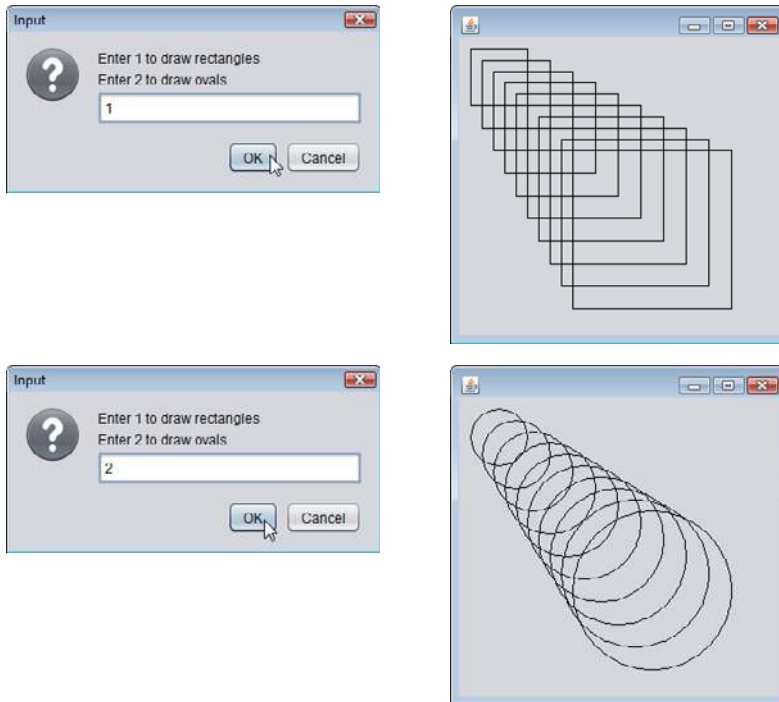 Input
Enter 1 to draw rectangles
Enter 2 to draw ovals
1
OK
Cancel
Input
Enter 1 to draw rectangles
Enter 2 to draw ovals
2
OK
Cancel